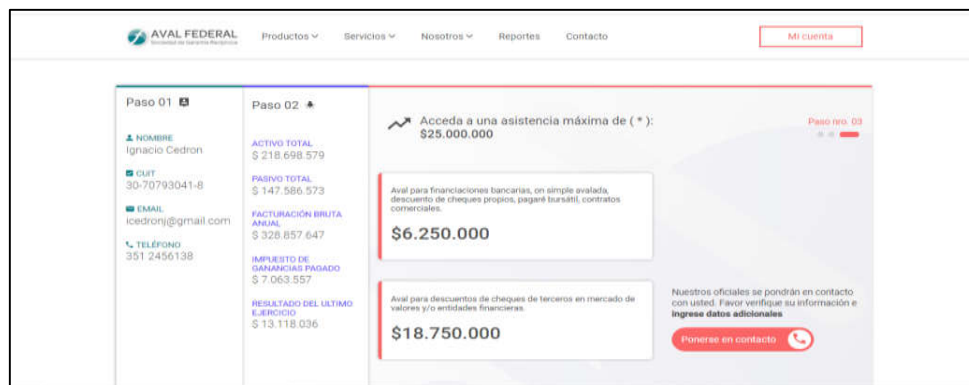 AVAL FEDERAL
Sociedad de Garantía Recíproca
Productos
Servicios
Nosotros
Reportes
Contacto
Mi cuenta
Paso 01
NOMBRE
Ignacio Cedron
CUIT
30-70793041-8
EMAIL
icedronj@gmail.com
TELÉFONO
351 2456138
Paso 02
ACTIVO TOTAL
$ 218.698.579
PASIVO TOTAL
$ 147.586.573
FACTURACIÓN BRUTA
ANUAL
$ 328.857.647
IMPUESTO DE
GANANCIAS PAGADO
$ 7.063.557
RESULTADO DEL ULTIMO
EJERCICIO
$ 13.118.036
Acceda a una asistencia máxima de ( * ):
$25.000.000
Paso nro. 03
Aval para financiaciones bancarias, on simple avalada,
descuento de cheques propios, pagaré bursátil, contratos
comerciales.
$6.250.000
Aval para descuentos de cheques de terceros en mercado de
valores y/o entidades financieras.
$18.750.000
Nuestros oficiales se pondrán en contacto
con usted. Favor verifique su información e
ingrese datos adicionales
Ponerse en contacto